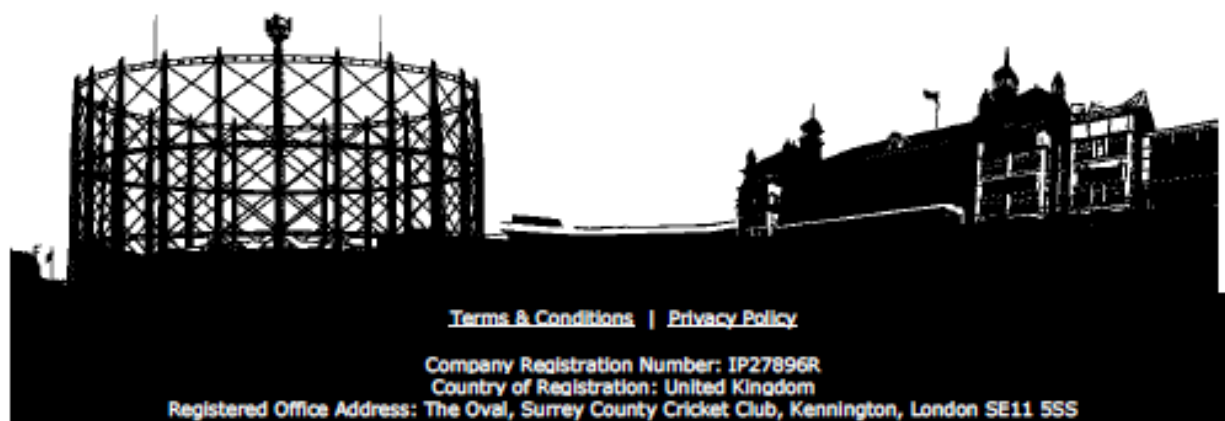 Terms & Conditions | Privacy Policy
Company Registration Number: IP27896R
Country of Registration: United Kingdom
Registered Office Address: The Oval, Surrey County Cricket Club, Kennington, London SE11 5SS